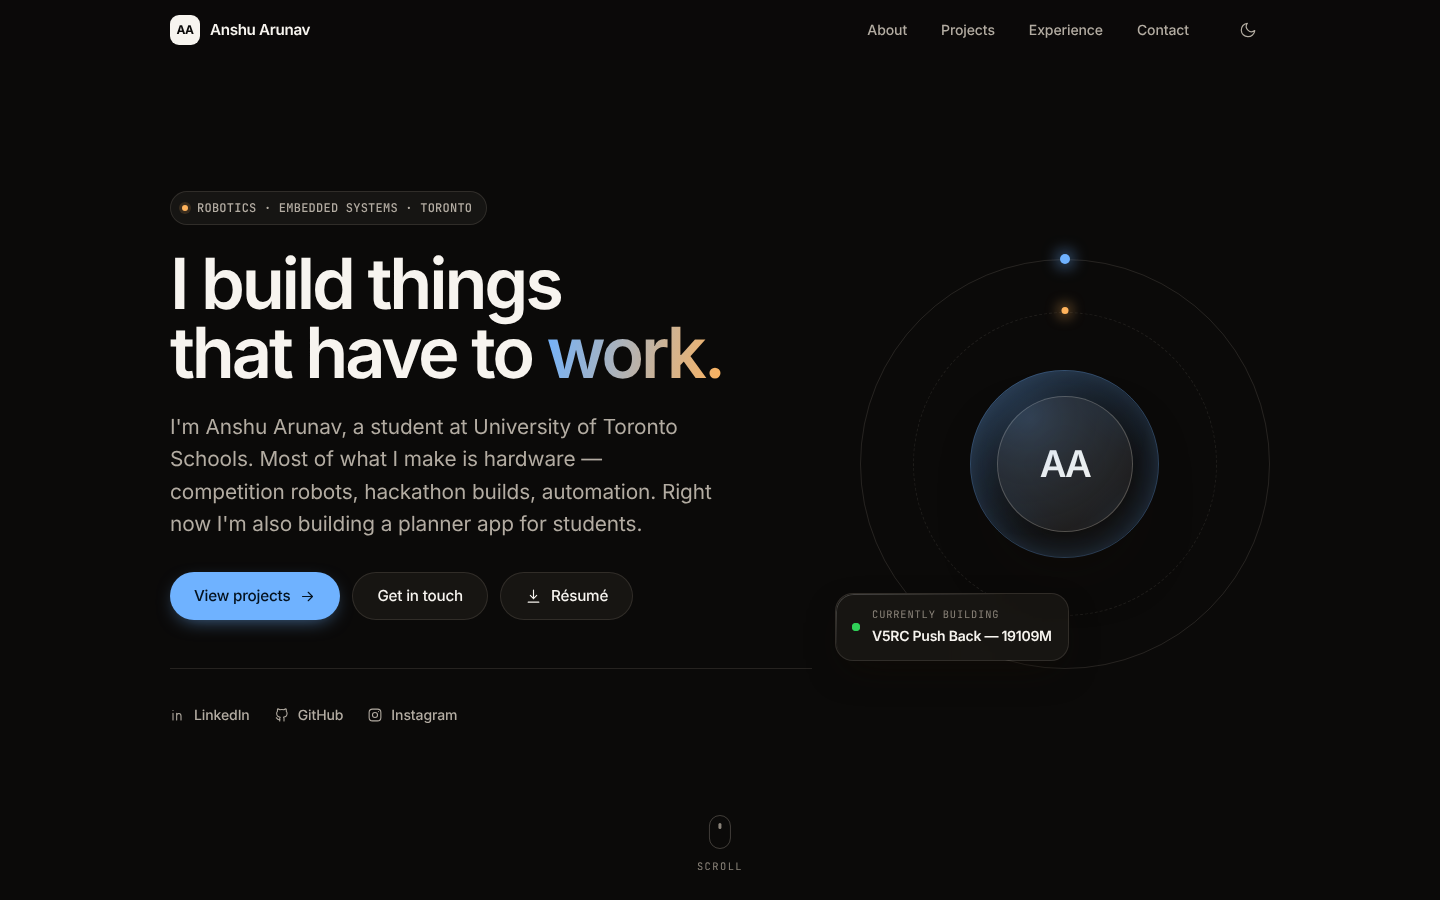 AA Anshu Arunav
About Projects Experience Contact
ROBOTICS · EMBEDDED SYSTEMS · TORONTO
I build things
that have to work.
I'm Anshu Arunav, a student at University of Toronto
Schools. Most of what I make is hardware —
competition robots, hackathon builds, automation. Right
now I'm also building a planner app for students.
View projects → Get in touch Résumé
in LinkedIn GitHub Instagram
AA
CURRENTLY BUILDING
V5RC Push Back — 19109M
SCROLL